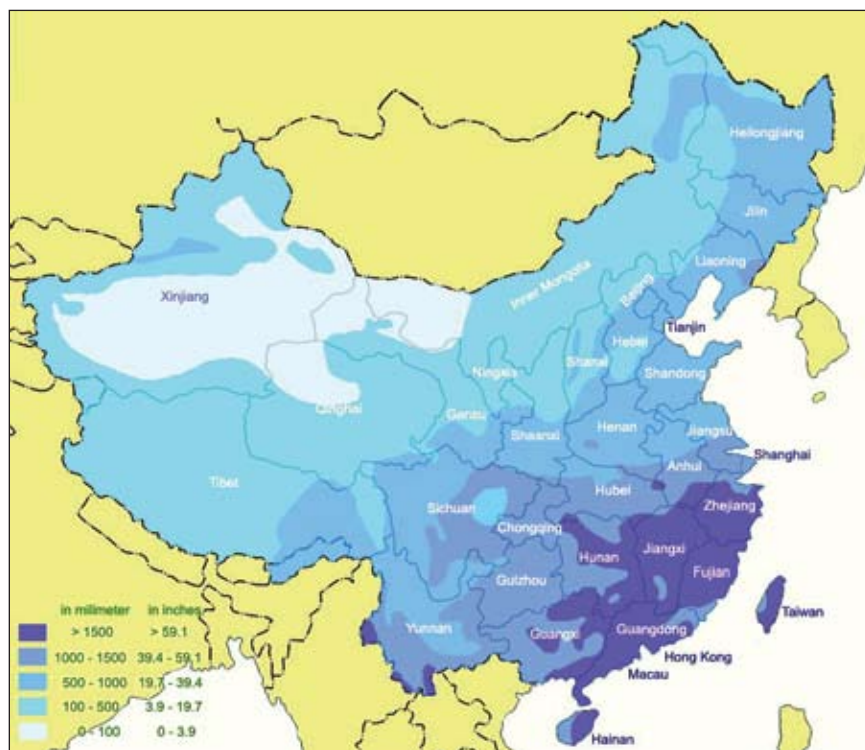 Heilongjiang
Jilin
Liaoning
Inner Mongolia
Beijing
Xinjiang
Tianjin
Hebei
Shanxi
Ningxia
Shandong
Qinghai
Gansu
Shaanxi
Henan
Jiangsu
Shanghai
Anhui
Tibet
Hubei
Sichuan
Zhejiang
Chongqing
Hunan
Jiangxi
Fujian
Guizhou
Taiwan
Yunnan
Guangxi
Guangdong
Hong Kong
Macau
Hainan
in milimeter in inches
> 1500 > 59.1
1000 - 1500 39.4 - 59.1
500 - 1000 19.7 - 39.4
100 - 500 3.9 - 19.7
0 - 100 0 - 3.9